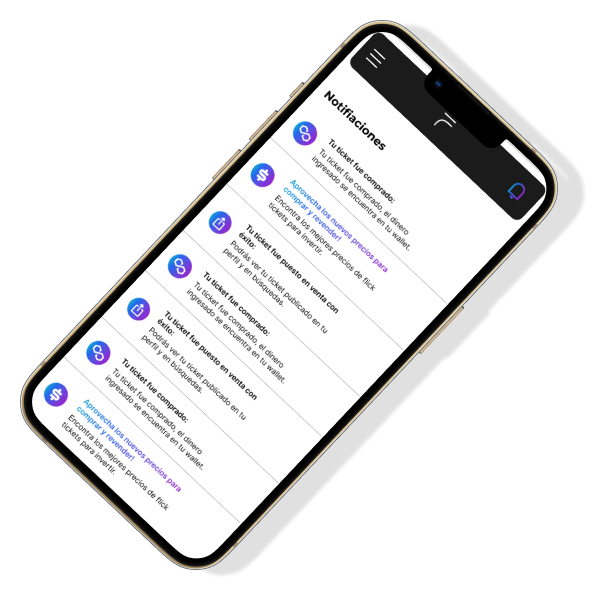 Notifiaciones
Tu ticket fue comprado:
Tu ticket fue comprado, el dinero
ingresado se encuentra en tu wallet.
Aprovecha los nuevos precios para
comprar y revender!
Encontra los mejores precios de flick
tickets para invertir.
Tu ticket fue puesto en venta con
éxito:
Podrás ver tu ticket publicado en tu
perfil y en búsquedas.
Tu ticket fue comprado:
Tu ticket fue comprado, el dinero
ingresado se encuentra en tu wallet.
Tu ticket fue puesto en venta con
éxito:
Podrás ver tu ticket publicado en tu
perfil y en búsquedas.
Tu ticket fue comprado:
Tu ticket fue comprado, el dinero
ingresado se encuentra en tu wallet.
Aprovecha los nuevos precios para
comprar y revender!
Encontra los mejores precios de flick
tickets para invertir.